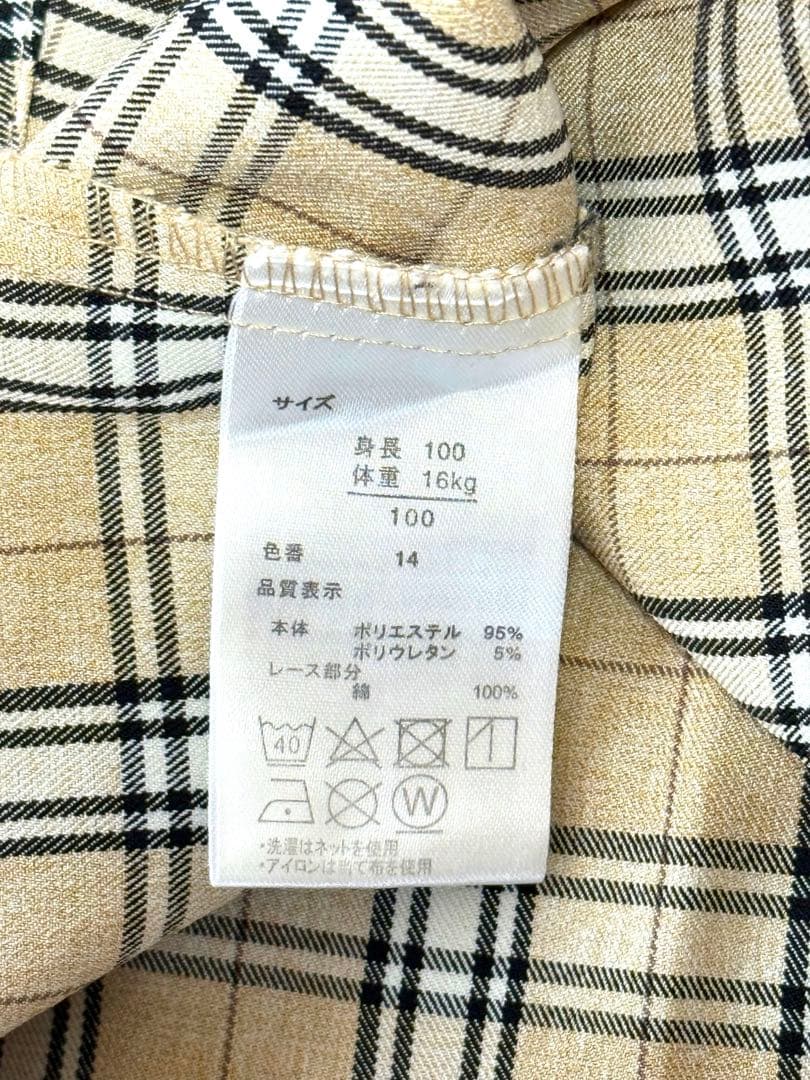 サイズ
身長 100
体重 16kg
100
色番 14
品質表示
本体 ポリエステル 95%
ポリウレタン 5%
レース部分
綿 100%
40
W
・洗濯はネットを使用
・アイロンは当て布を使用